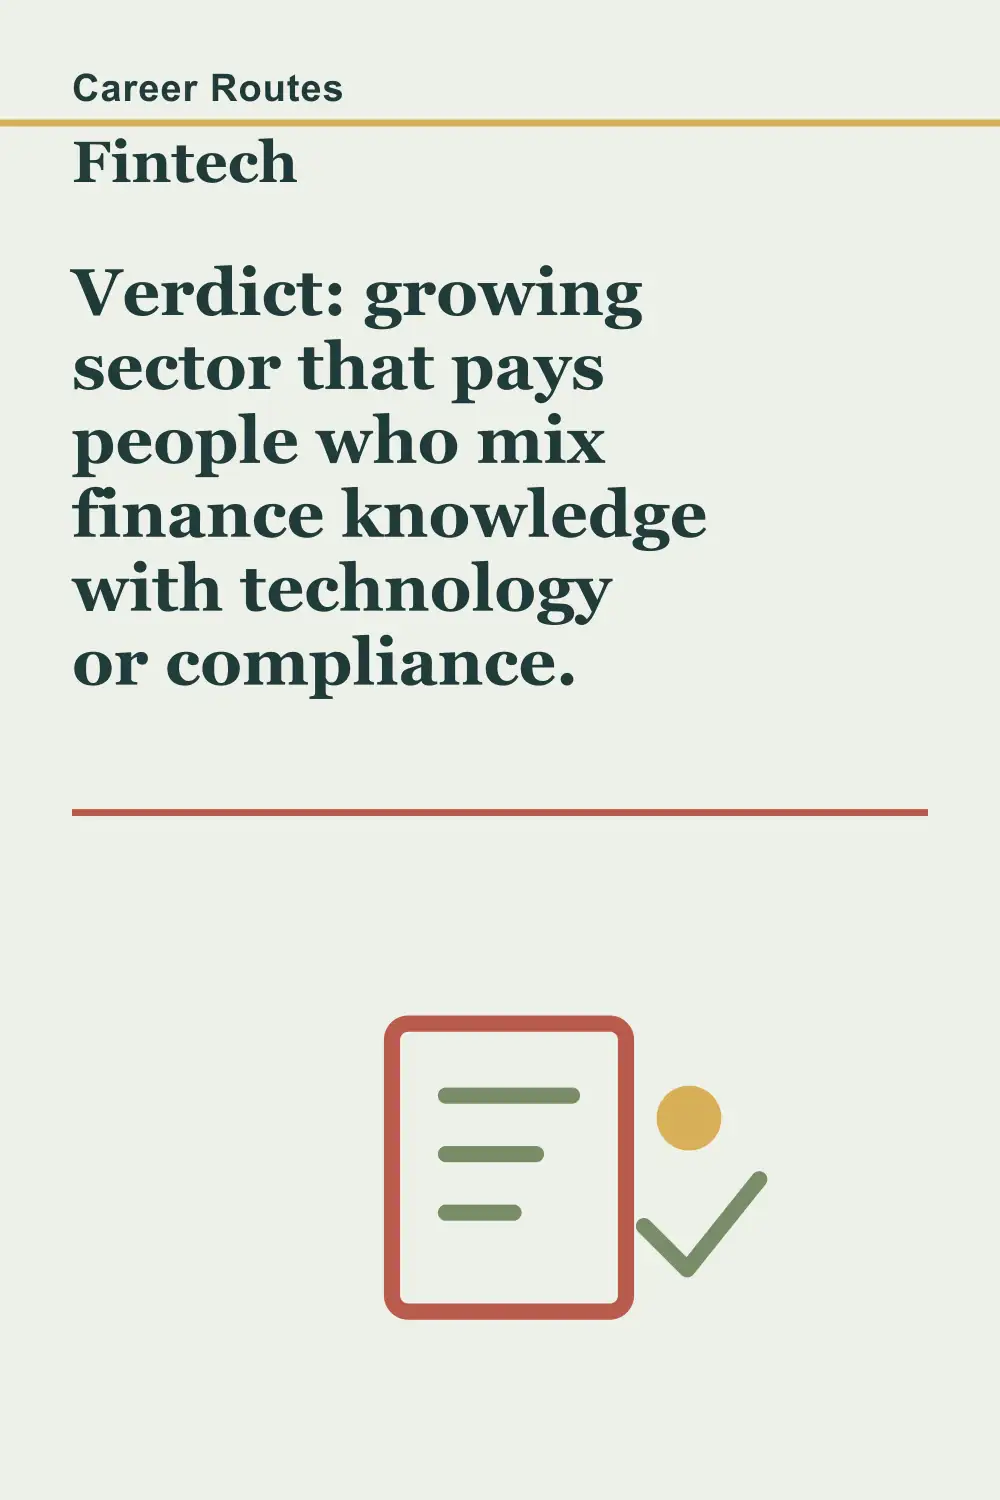 Career Routes
Fintech
Verdict: growing
sector that pays
people who mix
finance knowledge
with technology
or compliance.